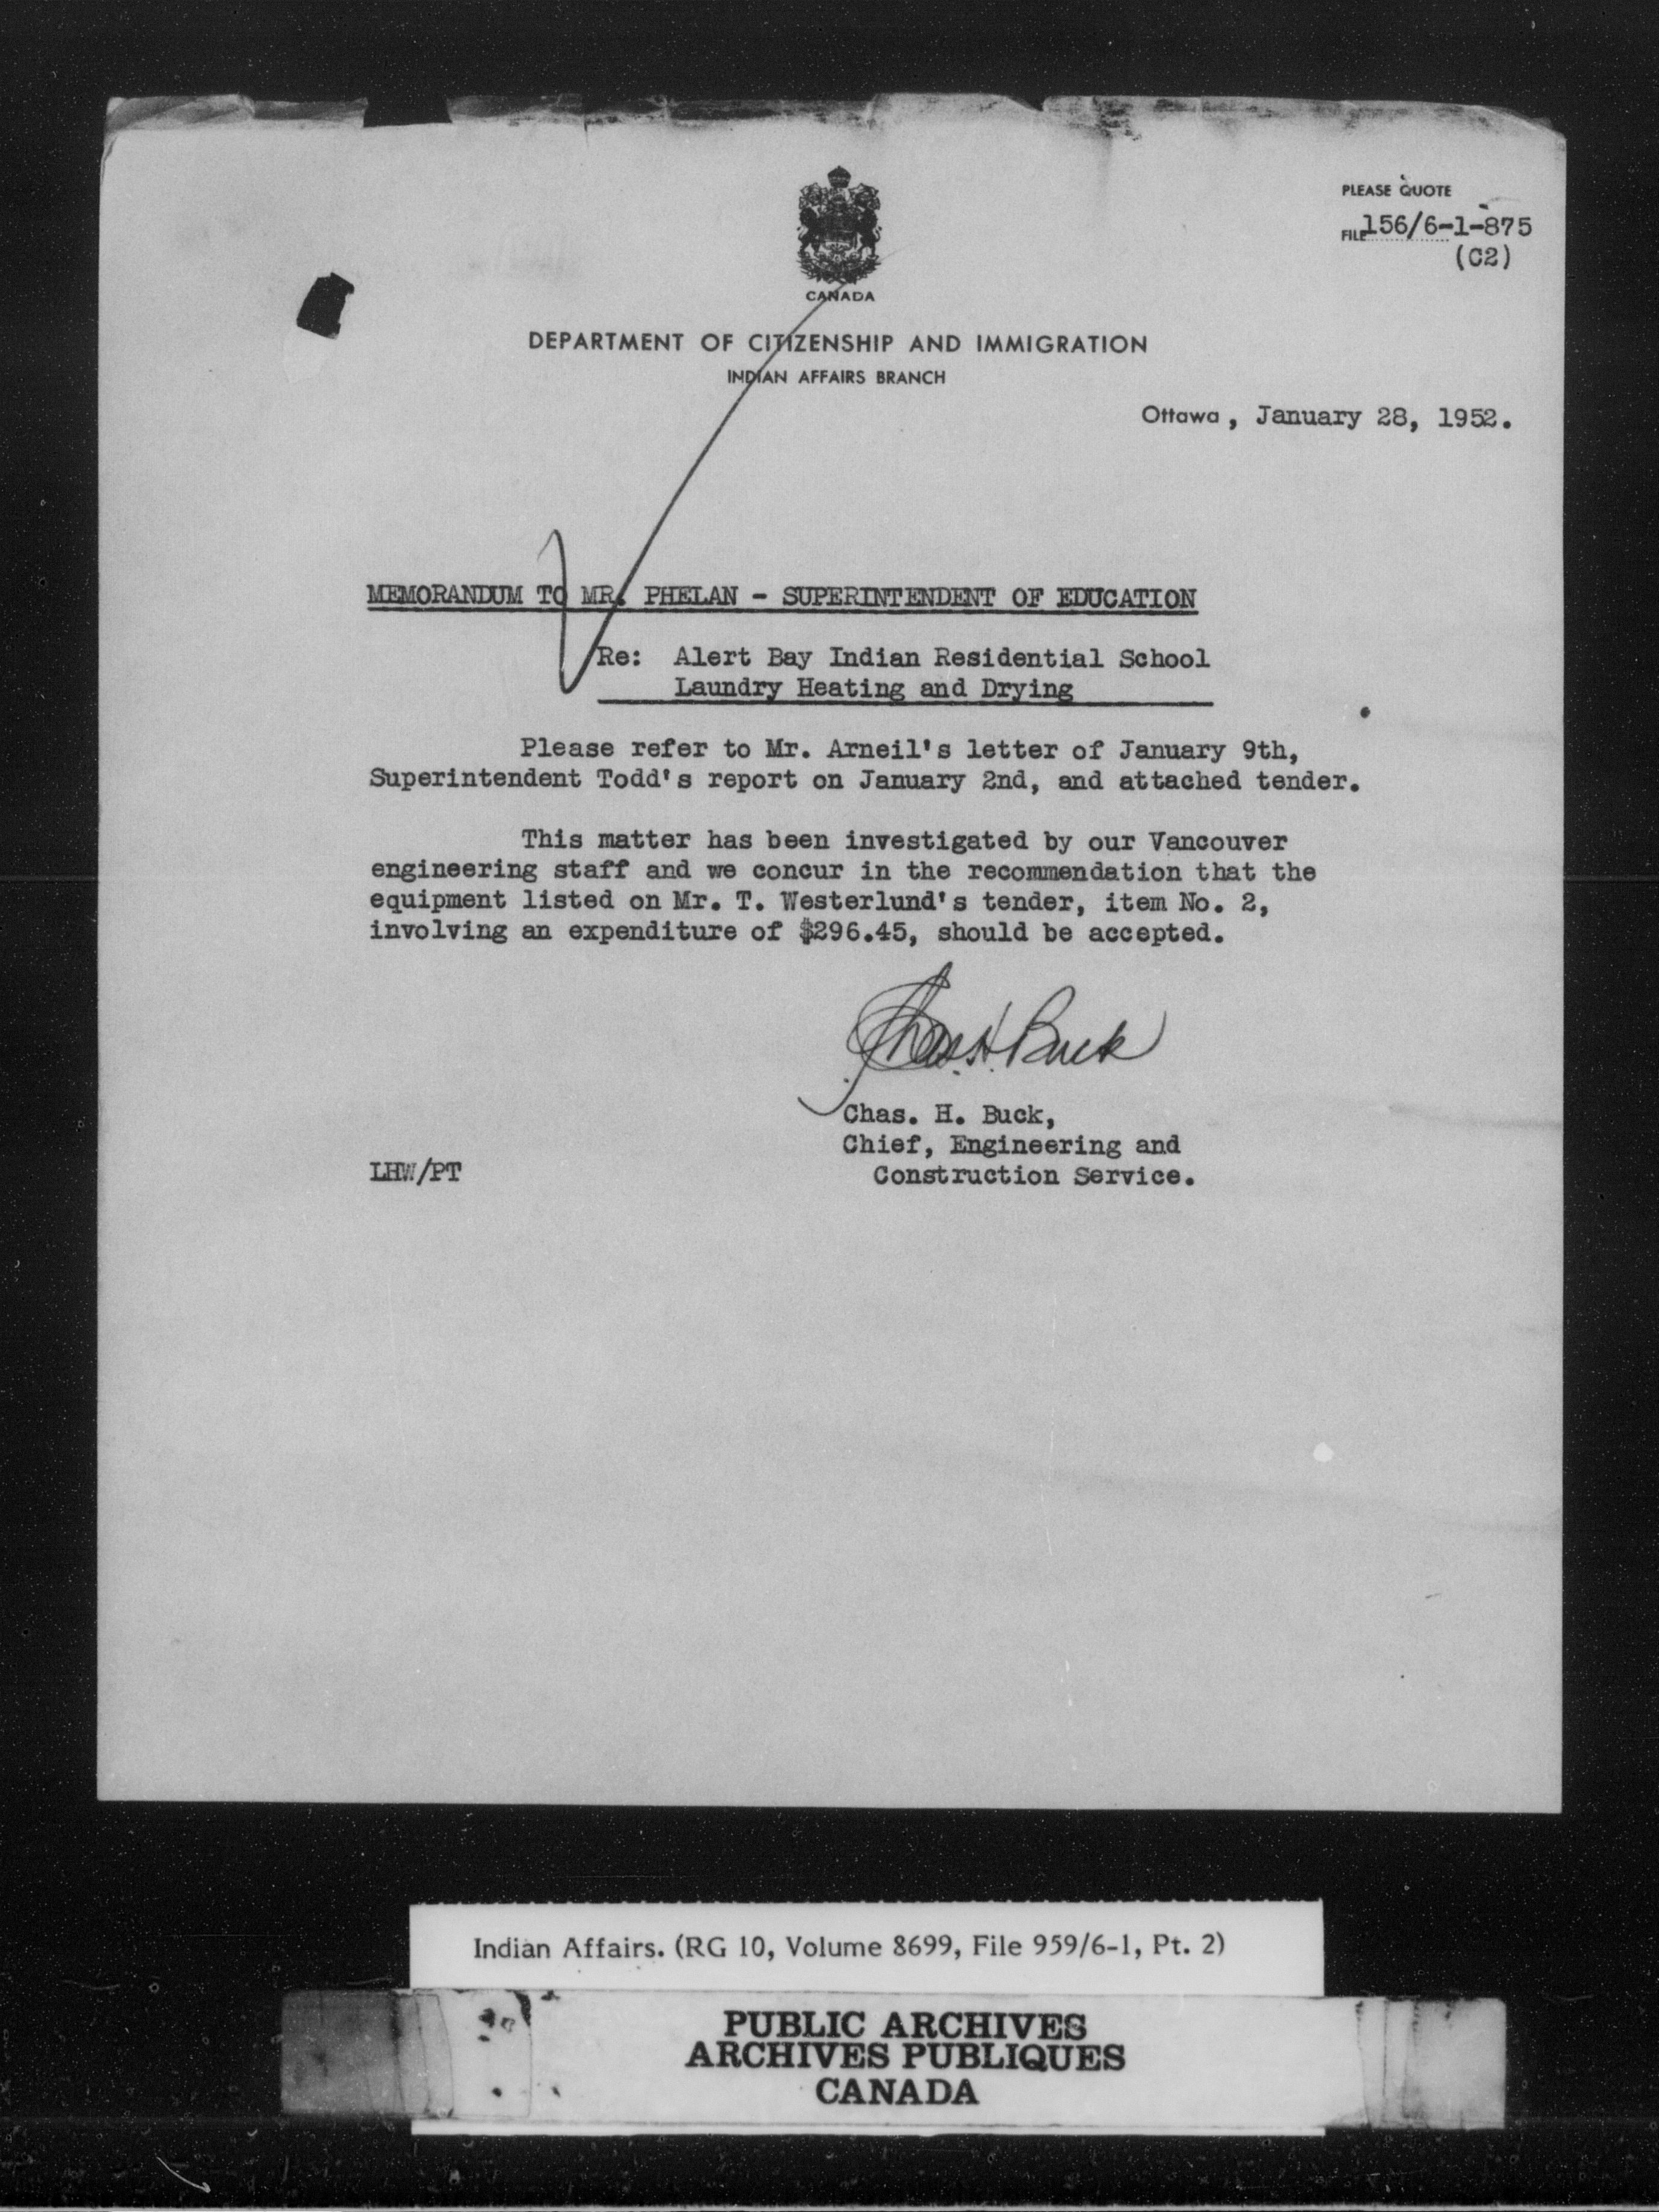 PLEASE QUOTE
FILE 156/6-1-875
(C2)
CANADA
DEPARTMENT OF CITIZENSHIP AND IMMIGRATION
INDIAN AFFAIRS BRANCH
Ottawa, January 28, 1952.
MEMORANDUM TO MR. PHELAN - SUPERINTENDENT OF EDUCATION
Re: Alert Bay Indian Residential School
Laundry Heating and Drying
Please refer to Mr. Arneil's letter of January 9th,
Superintendent Todd's report on January 2nd, and attached tender.
This matter has been investigated by our Vancouver
engineering staff and we concur in the recommendation that the
equipment listed on Mr. T. Westerlund's tender, item No. 2,
involving an expenditure of $296.45, should be accepted.
Chas. H. Buck
Chas. H. Buck,
Chief, Engineering and
Construction Service.
LHW/PT
Indian Affairs. (RG 10, Volume 8699, File 959/6-1, Pt. 2)
PUBLIC ARCHIVES
ARCHIVES PUBLIQUES
CANADA